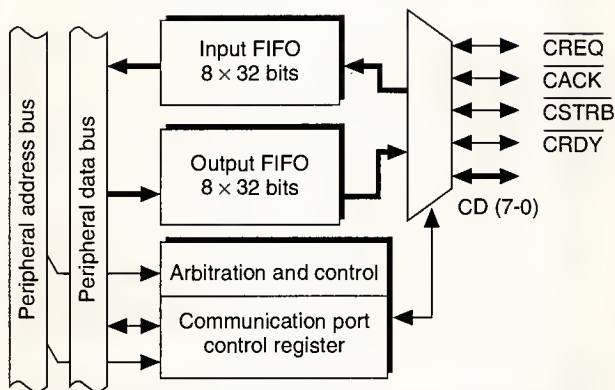 Peripheral address bus
Peripheral data bus
Input FIFO
8 × 32 bits
Output FIFO
8 × 32 bits
Arbitration and control
Communication port
control register
CREQ
CACK
CSTRB
CRDY
CD (7-0)